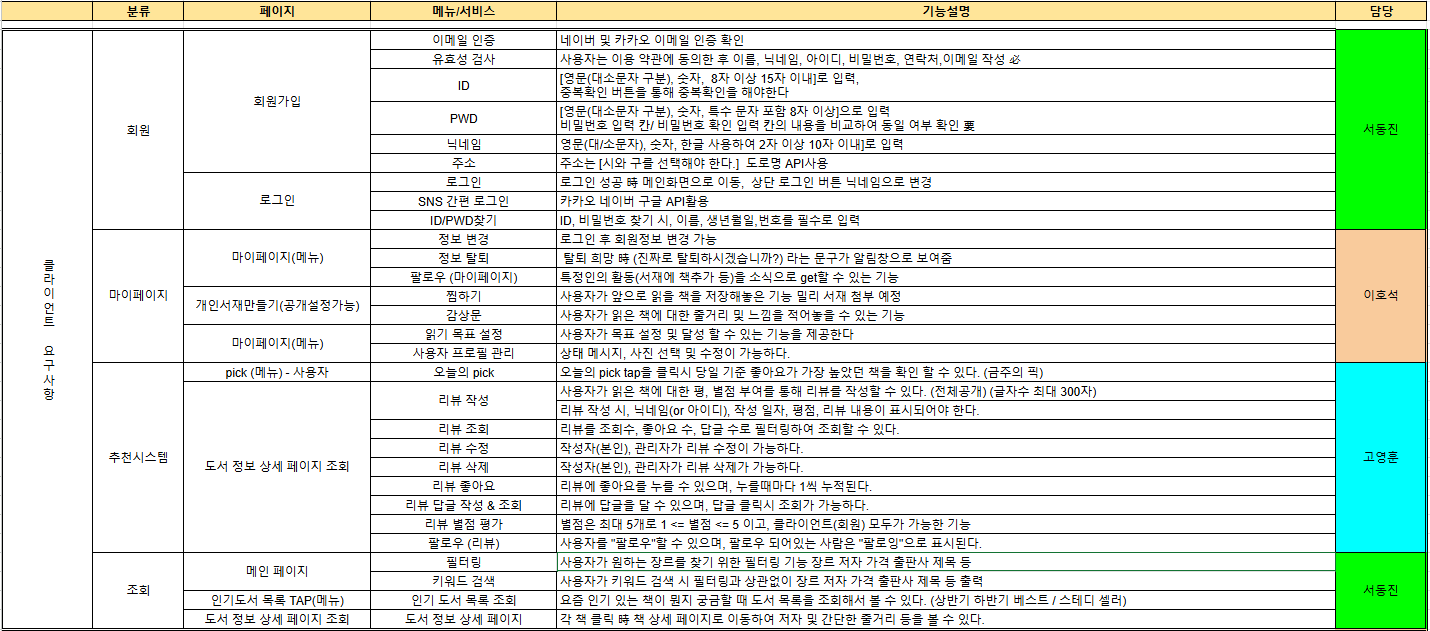 분류 페이지 메뉴/서비스 기능설명 담당
클라이언트 요구사항
회원
회원가입
이메일 인증 네이버 및 카카오 이메일 인증 확인
유효성 검사 사용자는 이용 약관에 동의한 후 이름, 닉네임, 아이디, 비밀번호, 연락처,이메일 작성 必
ID
[영문(대소문자 구분), 숫자, 8자 이상 15자 이내]로 입력,
중복확인 버튼을 통해 중복확인을 해야한다
PWD
[영문(대소문자 구분), 숫자, 특수 문자 포함 8자 이상]으로 입력
비밀번호 입력 칸/ 비밀번호 확인 입력 칸의 내용을 비교하여 동일 여부 확인 要
닉네임 영문(대/소문자), 숫자, 한글 사용하여 2자 이상 10자 이내]로 입력
주소 주소는 [시와 구를 선택해야 한다.] 도로명 API사용
로그인
로그인 로그인 성공 時 메인화면으로 이동, 상단 로그인 버튼 닉네임으로 변경
SNS 간편 로그인 카카오 네이버 구글 API활용
ID/PWD찾기 ID, 비밀번호 찾기 시, 이름, 생년월일,번호를 필수로 입력
서동진
마이페이지
마이페이지(메뉴)
정보 변경 로그인 후 회원정보 변경 가능
정보 탈퇴 탈퇴 희망 時 (진짜로 탈퇴하시겠습니까?) 라는 문구가 알림창으로 보여줌
팔로우 (마이페이지) 특정인의 활동(서재에 책추가 등)을 소식으로 get할 수 있는 기능
개인서재만들기(공개설정가능)
찜하기 사용자가 앞으로 읽을 책을 저장해놓은 기능 밀리 서재 첨부 예정
감상문 사용자가 읽은 책에 대한 줄거리 및 느낌을 적어놓을 수 있는 기능
마이페이지(메뉴)
읽기 목표 설정 사용자가 목표 설정 및 달성 할 수 있는 기능을 제공한다
사용자 프로필 관리 상태 메시지, 사진 선택 및 수정이 가능하다.
이호석
추천시스템
pick (메뉴) - 사용자 오늘의 pick 오늘의 pick tap을 클릭시 당일 기준 좋아요가 가장 높았던 책을 확인 할 수 있다. (금주의 픽)
도서 정보 상세 페이지 조회
리뷰 작성
사용자가 읽은 책에 대한 평, 별점 부여를 통해 리뷰를 작성할 수 있다. (전체공개) (글자수 최대 300자)
리뷰 작성 시, 닉네임(or 아이디), 작성 일자, 평점, 리뷰 내용이 표시되어야 한다.
리뷰 조회 리뷰를 조회수, 좋아요 수, 답글 수로 필터링하여 조회할 수 있다.
리뷰 수정 작성자(본인), 관리자가 리뷰 수정이 가능하다.
리뷰 삭제 작성자(본인), 관리자가 리뷰 삭제가 가능하다.
리뷰 좋아요 리뷰에 좋아요를 누를 수 있으며, 누를때마다 1씩 누적된다.
리뷰 답글 작성 & 조회 리뷰에 답글을 달 수 있으며, 답글 클릭시 조회가 가능하다.
리뷰 별점 평가 별점은 최대 5개로 1 <= 별점 <= 5 이고, 클라이언트(회원) 모두가 가능한 기능
팔로우 (리뷰) 사용자를 "팔로우"할 수 있으며, 팔로우 되어있는 사람은 "팔로잉"으로 표시된다.
고영훈
조회
메인 페이지
필터링 사용자가 원하는 장르를 찾기 위한 필터링 기능 장르 저자 가격 출판사 제목 등
키워드 검색 사용자가 키워드 검색 시 필터링과 상관없이 장르 저자 가격 출판사 제목 등 출력
인기도서 목록 TAP(메뉴) 인기 도서 목록 조회 요즘 인기 있는 책이 뭔지 궁금할 때 도서 목록을 조회해서 볼 수 있다. (상반기 하반기 베스트 / 스테디 셀러)
도서 정보 상세 페이지 조회 도서 정보 상세 페이지 각 책 클릭 時 책 상세 페이지로 이동하여 저자 및 간단한 줄거리 등을 볼 수 있다.
서동진